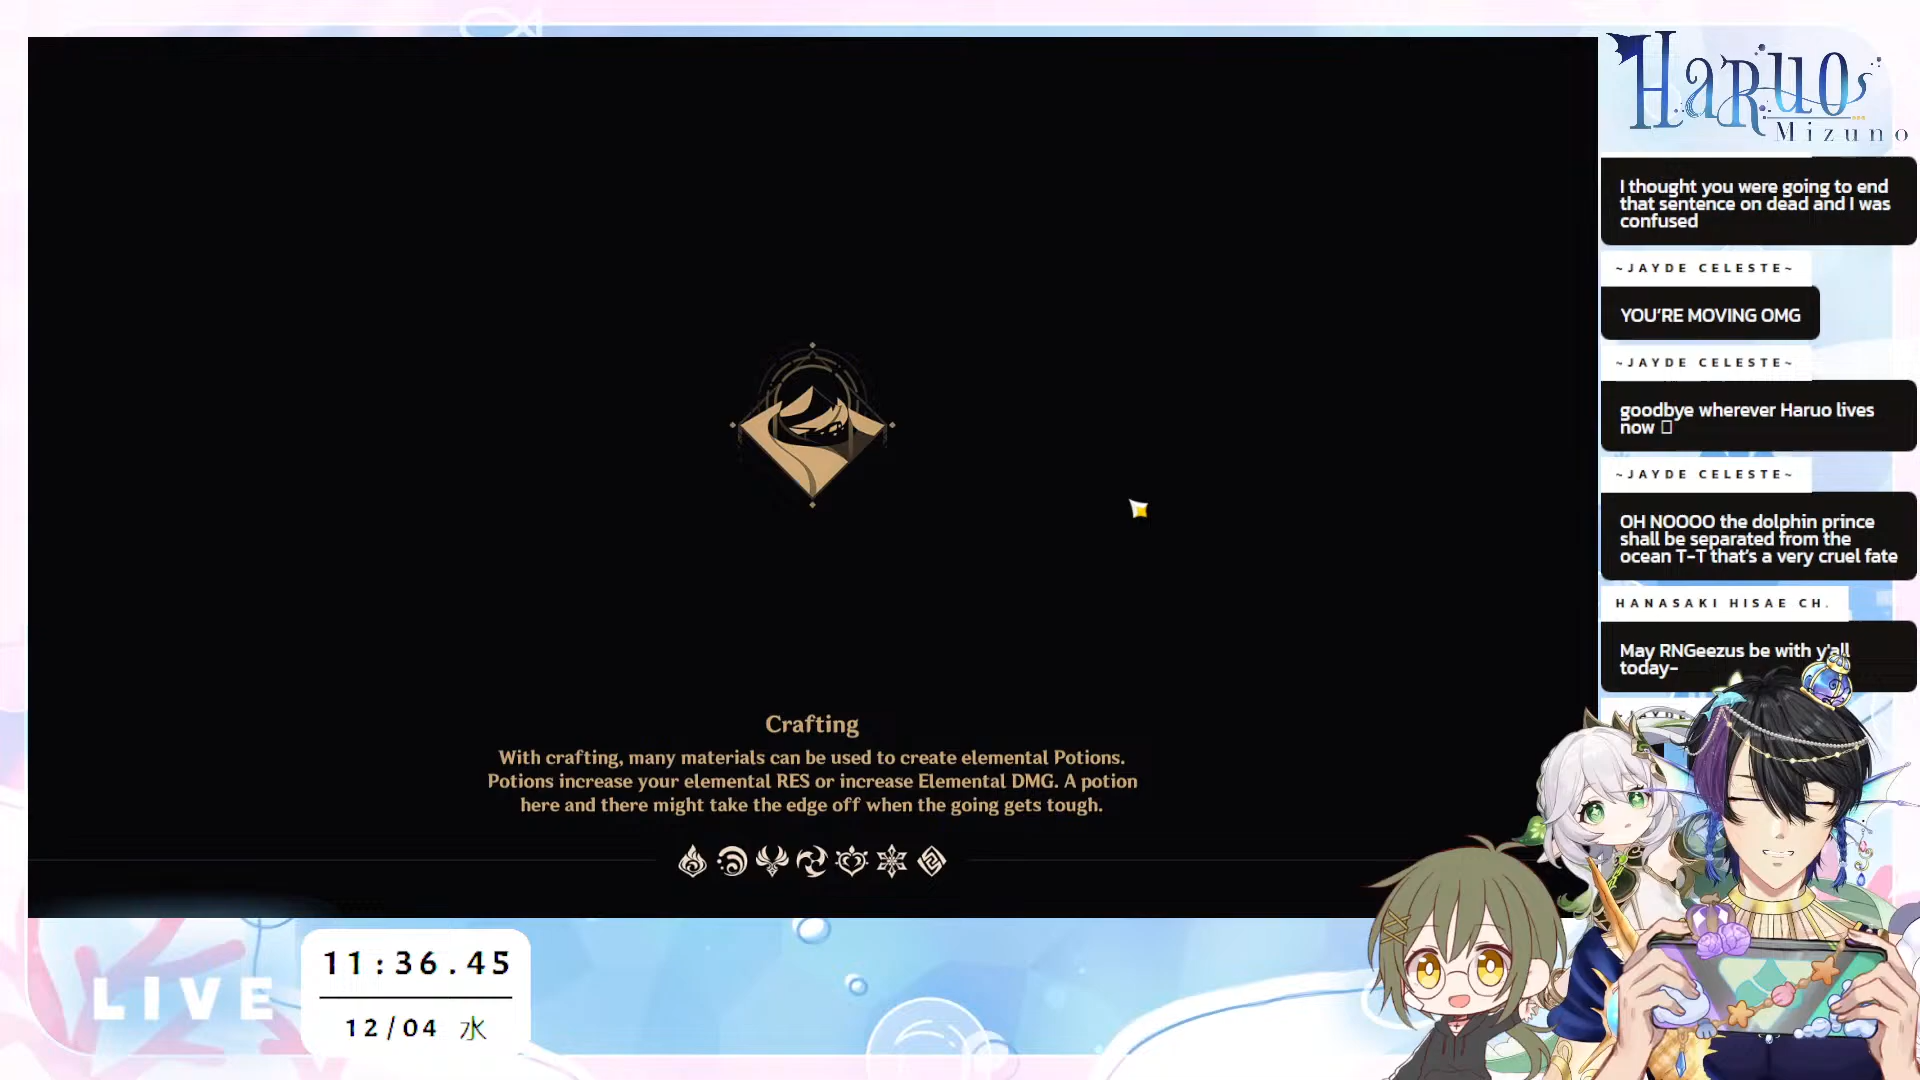 Haruo
Mizuno
I thought you were going to end
that sentence on dead and I was
confused
~JAYDE CELESTE~
YOU'RE MOVING OMG
~JAYDE CELESTE~
goodbye wherever Haruo lives
now
~JAYDE CELESTE~
OH NOOOO the dolphin prince
shall be separated from the
ocean T-T that's a very cruel fate
HANASAKI HISAE CH.
May RNGeezus be with y'all
today-
Crafting
With crafting, many materials can be used to create elemental Potions.
Potions increase your elemental RES or increase Elemental DMG. A potion
here and there might take the edge off when the going gets tough.
LIVE
11:36.45
12/04 水